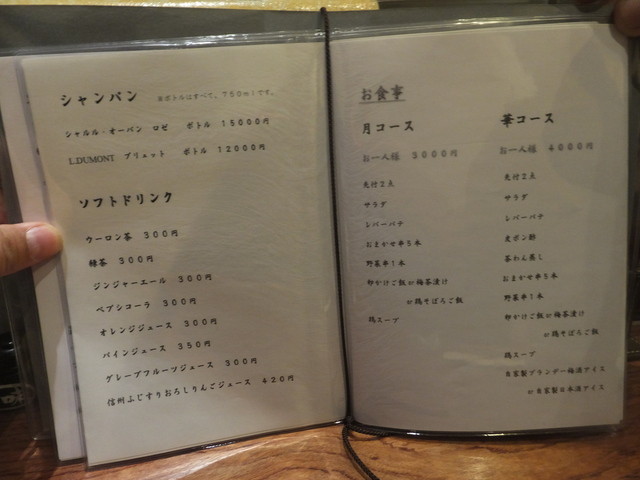 シャンパン ※ボトルはすべて、750mlです。
シャルル・オーバン ロゼ ボトル 15000円
L.DUMONT ブリュット ボトル 12000円
ソフトドリンク
ウーロン茶 300円
緑茶 300円
ジンジャーエール 300円
ペプシコーラ 300円
オレンジジュース 300円
パインジュース 350円
グレープフルーツジュース 300円
信州ふじすりおろしりんごジュース 420円
お食事
月コース
お一人様 3000円
先付2点
サラダ
レバーパテ
おまかせ串5本
野菜串1本
卵かけご飯or梅茶漬け
or鶏そぼろご飯
鶏スープ
華コース
お一人様 4000円
先付2点
サラダ
レバーパテ
皮ポン酢
茶わん蒸し
おまかせ串5本
野菜串1本
卵かけご飯or梅茶漬け
or鶏そぼろご飯
鶏スープ
自家製ブランデー梅酒アイス
or自家製日本酒アイス